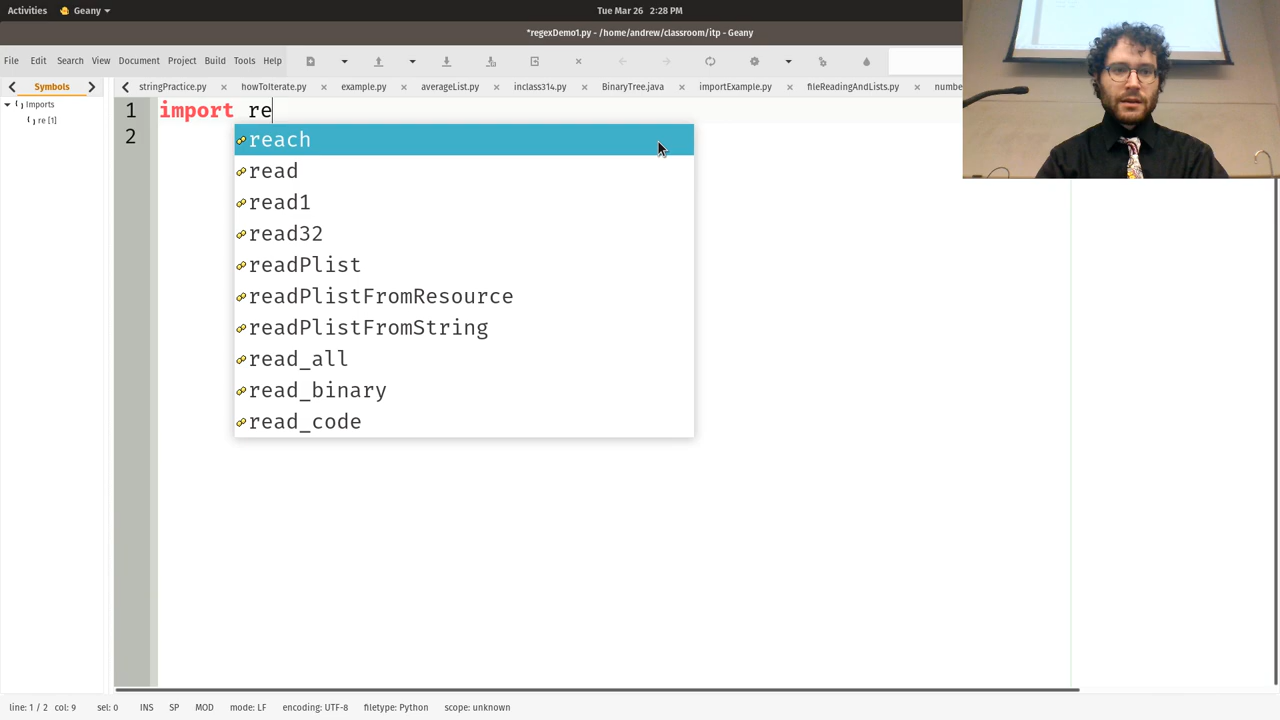 Activities Geany Tue Mar 26 2:28 PM
*regexDemo1.py - /home/andrew/classroom/itp - Geany
File Edit Search View Document Project Build Tools Help
Symbols stringPractice.py howToIterate.py example.py averageList.py inclass314.py BinaryTree.java importExample.py fileReadingAndLists.py numbe
Imports
re [1]
1 import re
2
reach
read
read1
read32
readPlist
readPlistFromResource
readPlistFromString
read_all
read_binary
read_code
line: 1 / 2 col: 9 sel: 0 INS SP MOD mode: LF encoding: UTF-8 filetype: Python scope: unknown